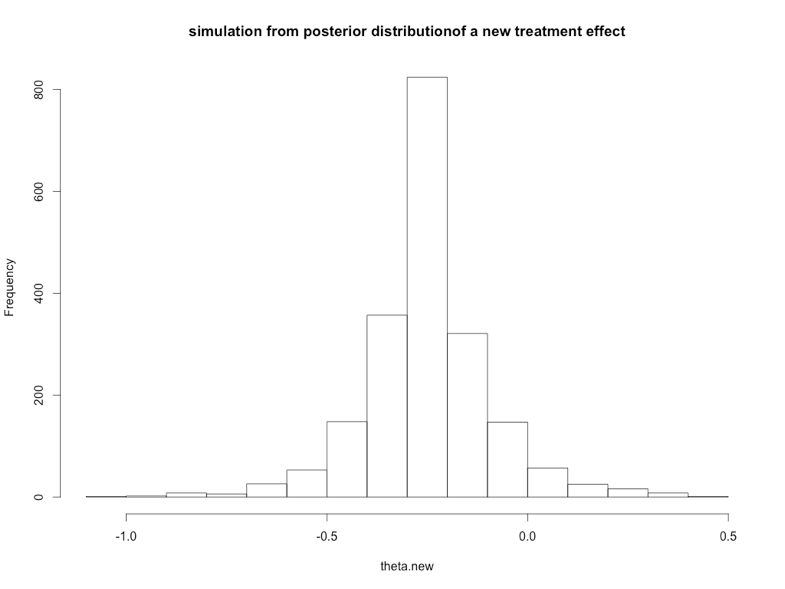 simulation from posterior distributionof a new treatment effect
800
600
400
200
0
Frequency
-1.0 -0.5 0.0 0.5
theta.new